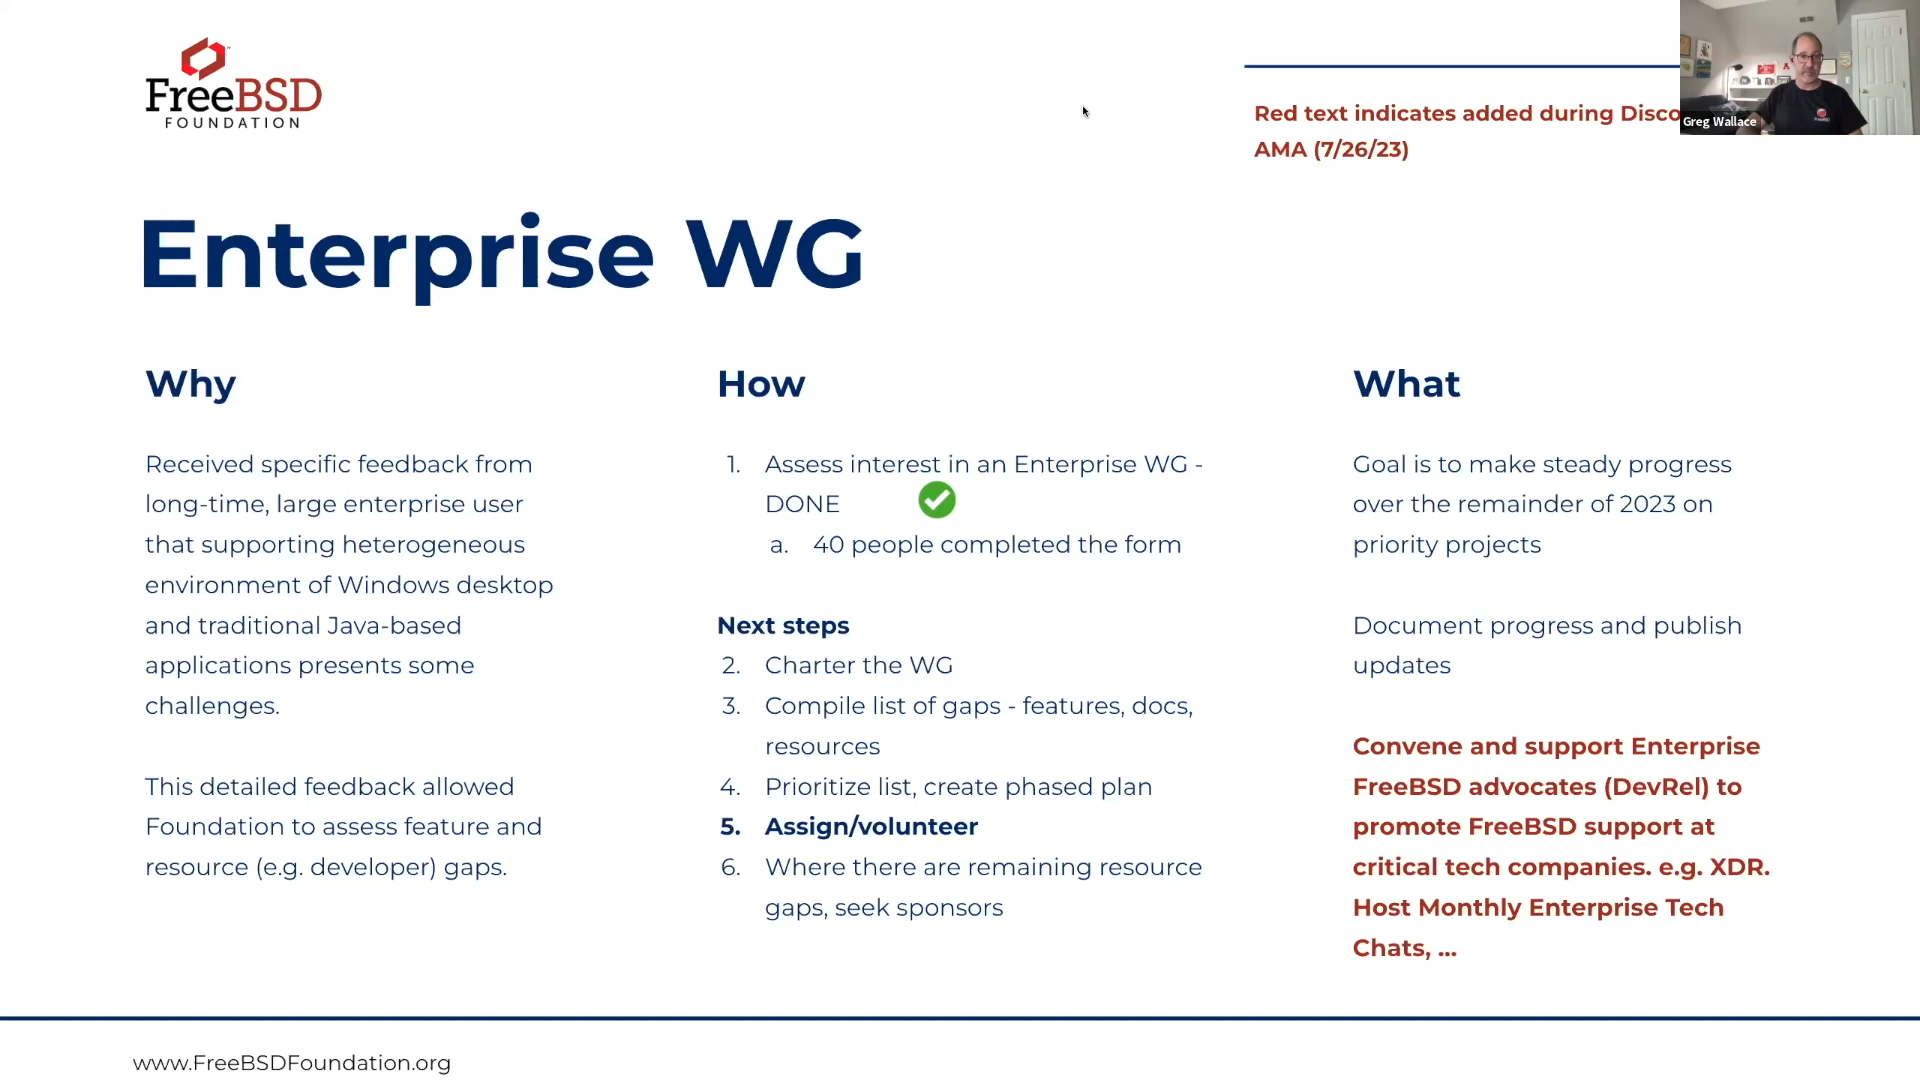 FreeBSD
FOUNDATION
Red text indicates added during Disco
AMA (7/26/23)
Greg Wallace
Enterprise WG
Why
Received specific feedback from
long-time, large enterprise user
that supporting heterogeneous
environment of Windows desktop
and traditional Java-based
applications presents some
challenges.
This detailed feedback allowed
Foundation to assess feature and
resource (e.g. developer) gaps.
How
1. Assess interest in an Enterprise WG -
DONE
a. 40 people completed the form
Next steps
2. Charter the WG
3. Compile list of gaps - features, docs,
resources
4. Prioritize list, create phased plan
5. Assign/volunteer
6. Where there are remaining resource
gaps, seek sponsors
What
Goal is to make steady progress
over the remainder of 2023 on
priority projects
Document progress and publish
updates
Convene and support Enterprise
FreeBSD advocates (DevRel) to
promote FreeBSD support at
critical tech companies. e.g. XDR.
Host Monthly Enterprise Tech
Chats, ...
www.FreeBSDFoundation.org